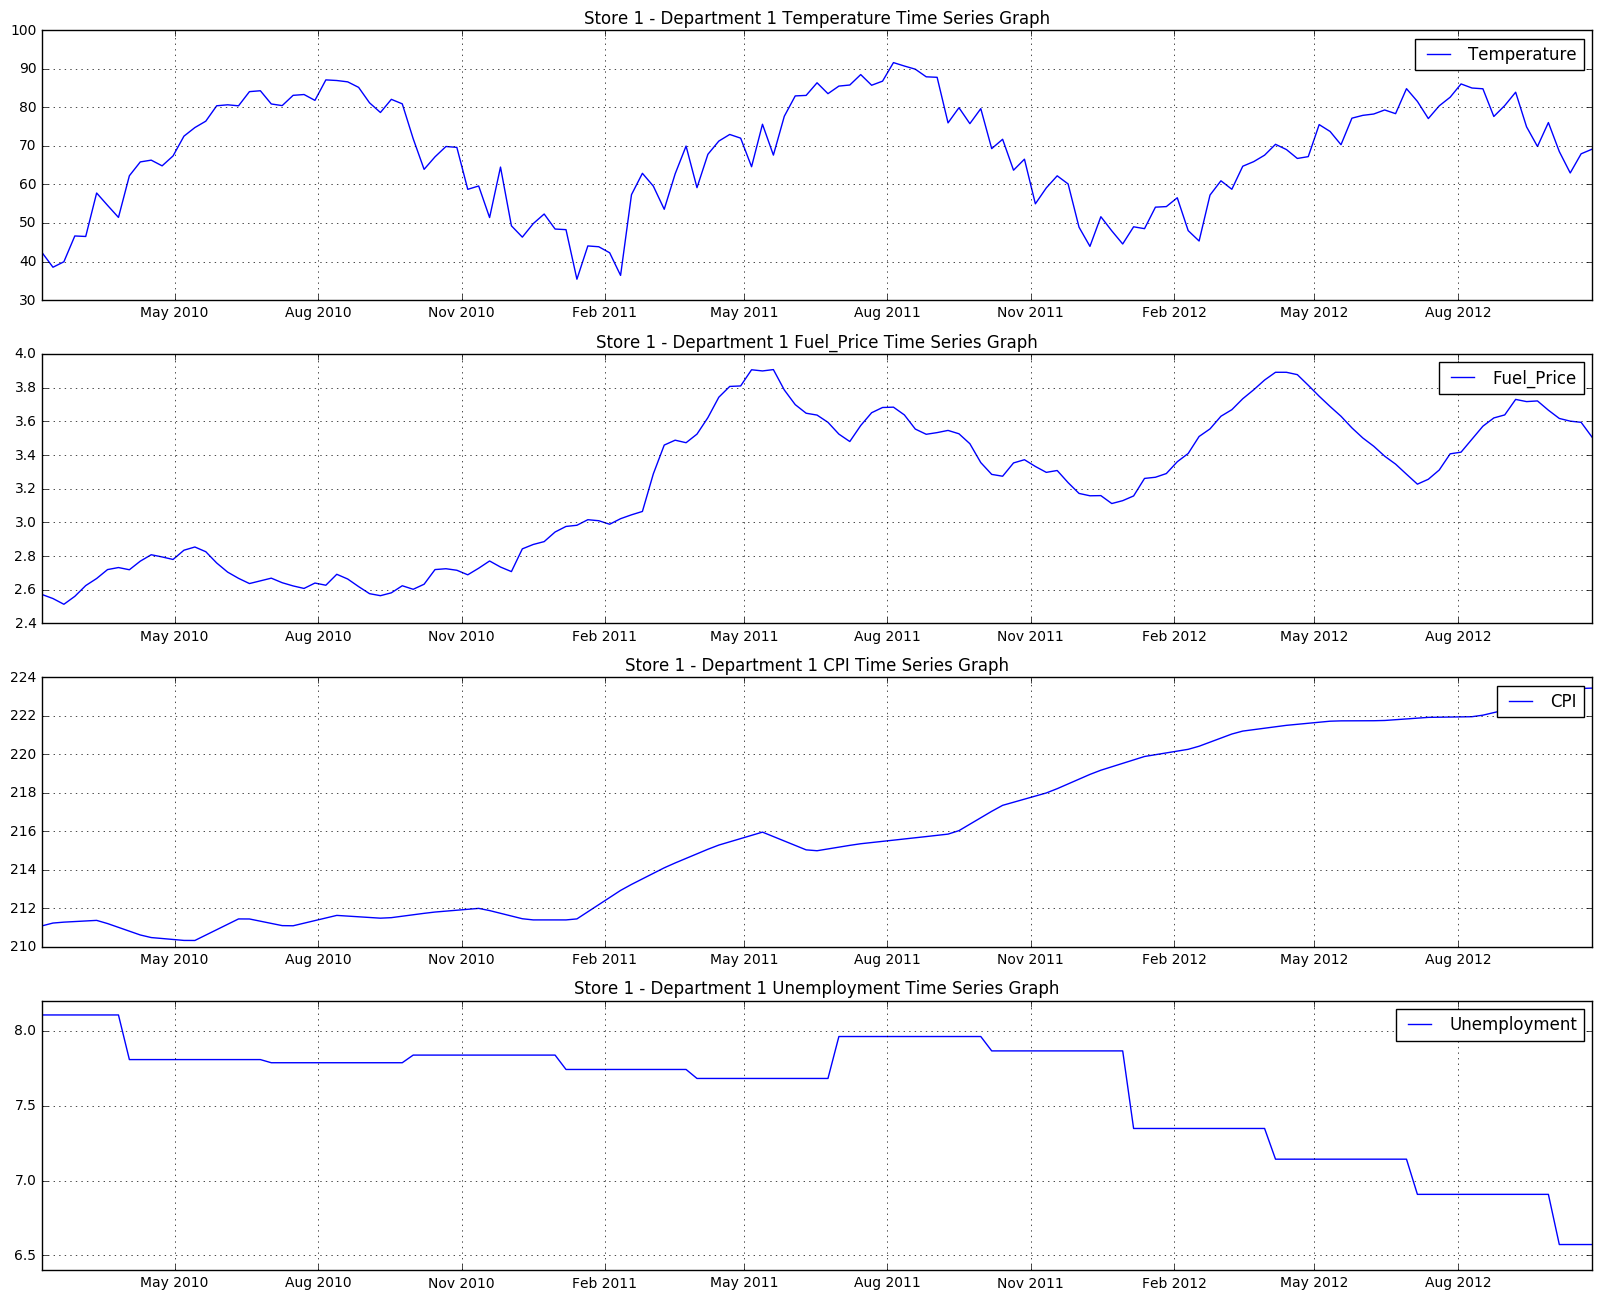 Store 1 - Department 1 Temperature Time Series Graph
100
90
80
70
60
50
40
30
Temperature
May 2010 Aug 2010 Nov 2010 Feb 2011 May 2011 Aug 2011 Nov 2011 Feb 2012 May 2012 Aug 2012
Store 1 - Department 1 Fuel_Price Time Series Graph
4.0
3.8
3.6
3.4
3.2
3.0
2.8
2.6
2.4
Fuel_Price
May 2010 Aug 2010 Nov 2010 Feb 2011 May 2011 Aug 2011 Nov 2011 Feb 2012 May 2012 Aug 2012
Store 1 - Department 1 CPI Time Series Graph
224
222
220
218
216
214
212
210
CPI
May 2010 Aug 2010 Nov 2010 Feb 2011 May 2011 Aug 2011 Nov 2011 Feb 2012 May 2012 Aug 2012
Store 1 - Department 1 Unemployment Time Series Graph
8.0
7.5
7.0
6.5
Unemployment
May 2010 Aug 2010 Nov 2010 Feb 2011 May 2011 Aug 2011 Nov 2011 Feb 2012 May 2012 Aug 2012